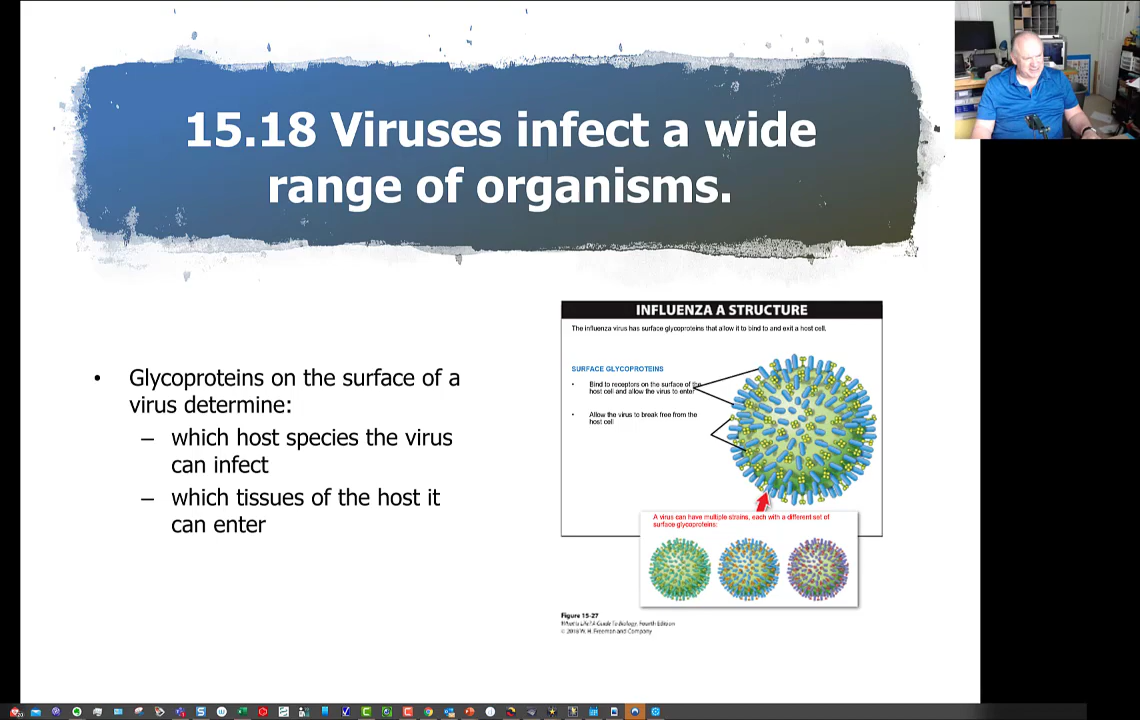 15.18 Viruses infect a wide
range of organisms.
• Glycoproteins on the surface of a
virus determine:
– which host species the virus
can infect
– which tissues of the host it
can enter
INFLUENZA A STRUCTURE
The influenza virus has surface glycoproteins that allow it to bind to and exit a host cell.
SURFACE GLYCOPROTEINS
• Bind to receptors on the surface of the
host cell and allow the virus to enter
• Allow the virus to break free from the
host cell
A virus can have multiple strains, each with a different set of
surface glycoproteins:
Figure 15-27
What Is Life? A Guide To Biology, Fourth Edition
© 2018 W. H. Freeman and Company